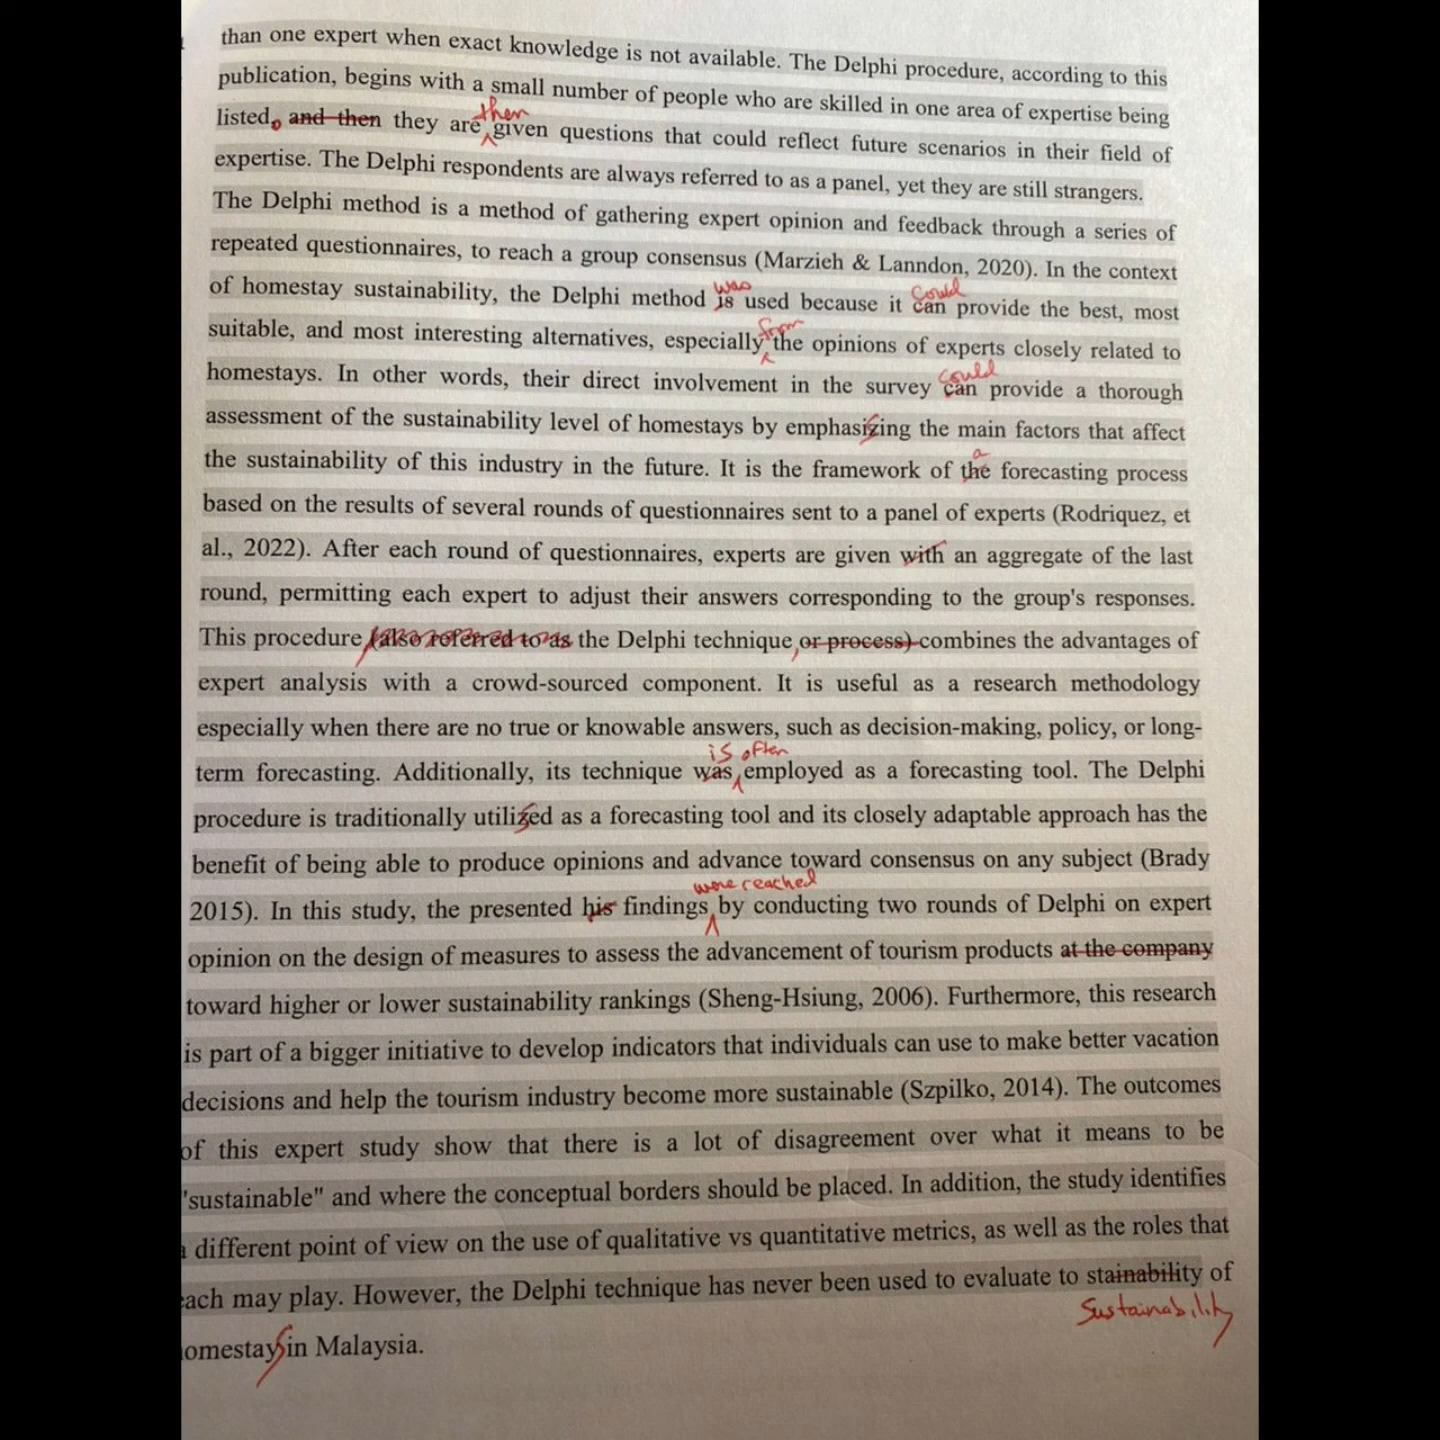 than one expert when exact knowledge is not available. The Delphi procedure, according to this
publication, begins with a small number of people who are skilled in one area of expertise being
then
listed, and then they are given questions that could reflect future scenarios in their field of
expertise. The Delphi respondents are always referred to as a panel, yet they are still strangers.
The Delphi method is a method of gathering expert opinion and feedback through a series of
repeated questionnaires, to reach a group consensus (Marzieh & Lanndon, 2020). In the context
was could
of homestay sustainability, the Delphi method is used because it can provide the best, most
from
suitable, and most interesting alternatives, especially the opinions of experts closely related to
could
homestays. In other words, their direct involvement in the survey can provide a thorough
assessment of the sustainability level of homestays by emphasizing the main factors that affect
a
the sustainability of this industry in the future. It is the framework of the forecasting process
based on the results of several rounds of questionnaires sent to a panel of experts (Rodriquez, et
al., 2022). After each round of questionnaires, experts are given with an aggregate of the last
round, permitting each expert to adjust their answers corresponding to the group's responses.
This procedure, (also referred to as the Delphi technique, or process) combines the advantages of
expert analysis with a crowd-sourced component. It is useful as a research methodology
especially when there are no true or knowable answers, such as decision-making, policy, or long-
is often
term forecasting. Additionally, its technique was employed as a forecasting tool. The Delphi
procedure is traditionally utilized as a forecasting tool and its closely adaptable approach has the
benefit of being able to produce opinions and advance toward consensus on any subject (Brady
were reached
2015). In this study, the presented his findings by conducting two rounds of Delphi on expert
opinion on the design of measures to assess the advancement of tourism products at the company
toward higher or lower sustainability rankings (Sheng-Hsiung, 2006). Furthermore, this research
is part of a bigger initiative to develop indicators that individuals can use to make better vacation
decisions and help the tourism industry become more sustainable (Szpilko, 2014). The outcomes
of this expert study show that there is a lot of disagreement over what it means to be
"sustainable" and where the conceptual borders should be placed. In addition, the study identifies
different point of view on the use of qualitative vs quantitative metrics, as well as the roles that
each may play. However, the Delphi technique has never been used to evaluate to stainability of
Sustainability
omestays in Malaysia.